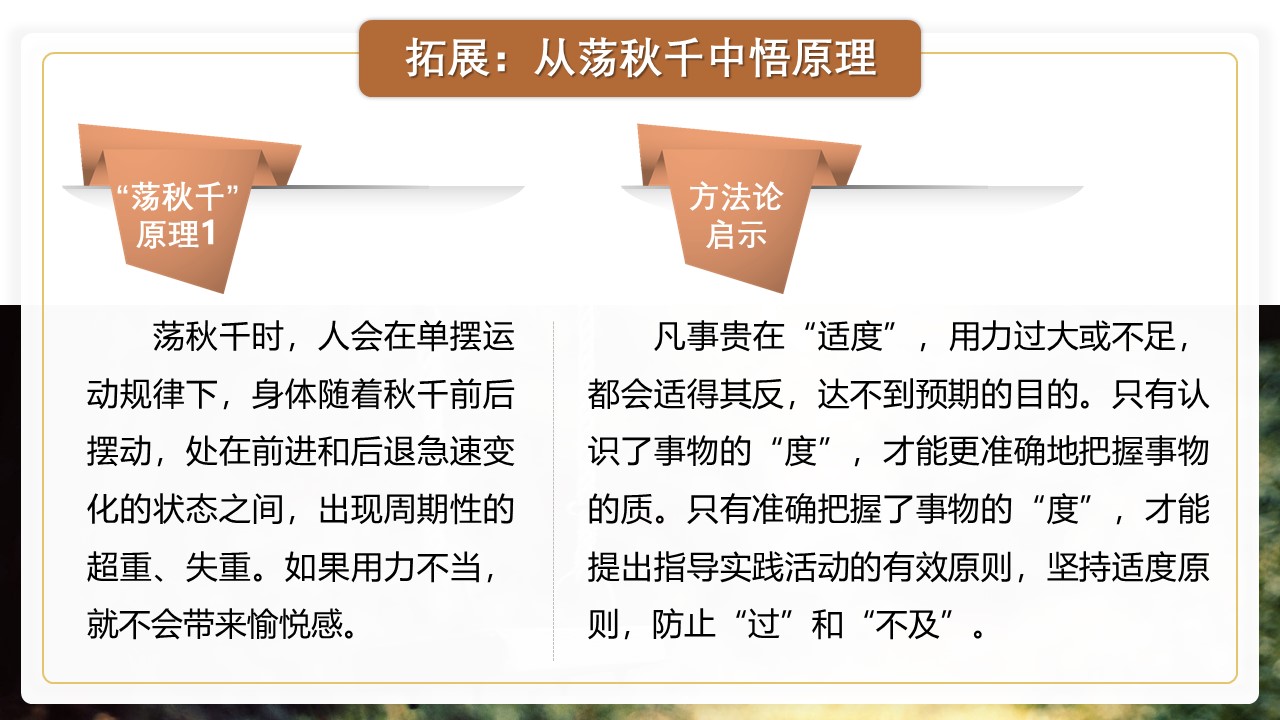 拓展：从荡秋千中悟原理
“荡秋千”
原理1
荡秋千时，人会在单摆运
动规律下，身体随着秋千前后
摆动，处在前进和后退急速变
化的状态之间，出现周期性的
超重、失重。如果用力不当，
就不会带来愉悦感。
方法论
启示
凡事贵在“适度”，用力过大或不足，
都会适得其反，达不到预期的目的。只有认
识了事物的“度”，才能更准确地把握事物
的质。只有准确把握了事物的“度”，才能
提出指导实践活动的有效原则，坚持适度原
则，防止“过”和“不及”。